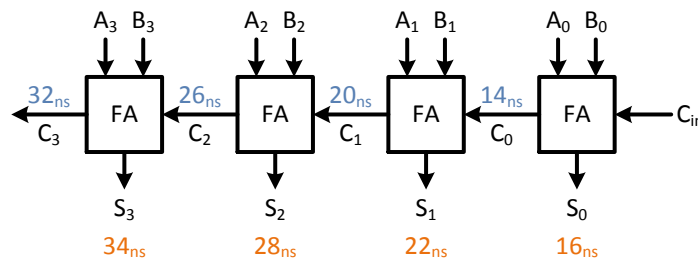 A3 B3 A2 B2 A1 B1 A0 B0
32ns 26ns 20ns 14ns
FA FA FA FA
C3 C2 C1 C0 Cin
S3 S2 S1 S0
34ns 28ns 22ns 16ns